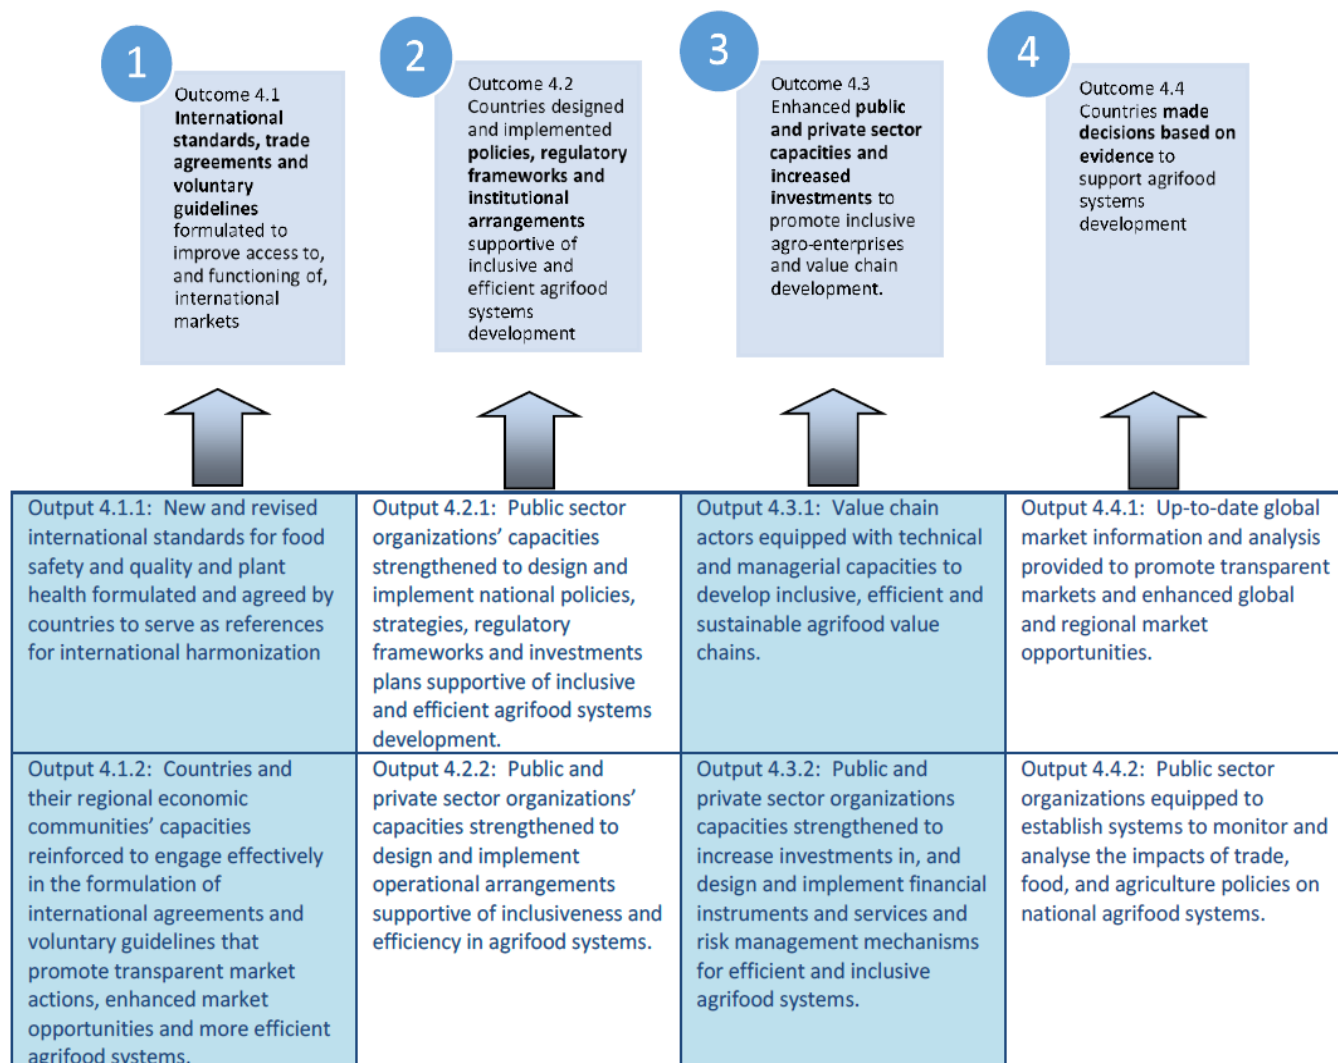 1
Outcome 4.1
International
standards, trade
agreements and
voluntary
guidelines
formulated to
improve access to,
and functioning of,
international
markets
2
Outcome 4.2
Countries designed
and implemented
policies, regulatory
frameworks and
institutional
arrangements
supportive of
inclusive and
efficient agrifood
systems
development
3
Outcome 4.3
Enhanced public
and private sector
capacities and
increased
investments to
promote inclusive
agro-enterprises
and value chain
development.
4
Outcome 4.4
Countries made
decisions based on
evidence to
support agrifood
systems
development
Output 4.1.1: New and revised
international standards for food
safety and quality and plant
health formulated and agreed by
countries to serve as references
for international harmonization
Output 4.2.1: Public sector
organizations’ capacities
strengthened to design and
implement national policies,
strategies, regulatory
frameworks and investments
plans supportive of inclusive
and efficient agrifood systems
development.
Output 4.3.1: Value chain
actors equipped with technical
and managerial capacities to
develop inclusive, efficient and
sustainable agrifood value
chains.
Output 4.4.1: Up-to-date global
market information and analysis
provided to promote transparent
markets and enhanced global
and regional market
opportunities.
Output 4.1.2: Countries and
their regional economic
communities’ capacities
reinforced to engage effectively
in the formulation of
international agreements and
voluntary guidelines that
promote transparent market
actions, enhanced market
opportunities and more efficient
agrifood systems.
Output 4.2.2: Public and
private sector organizations’
capacities strengthened to
design and implement
operational arrangements
supportive of inclusiveness and
efficiency in agrifood systems.
Output 4.3.2: Public and
private sector organizations
capacities strengthened to
increase investments in, and
design and implement financial
instruments and services and
risk management mechanisms
for efficient and inclusive
agrifood systems.
Output 4.4.2: Public sector
organizations equipped to
establish systems to monitor and
analyse the impacts of trade,
food, and agriculture policies on
national agrifood systems.